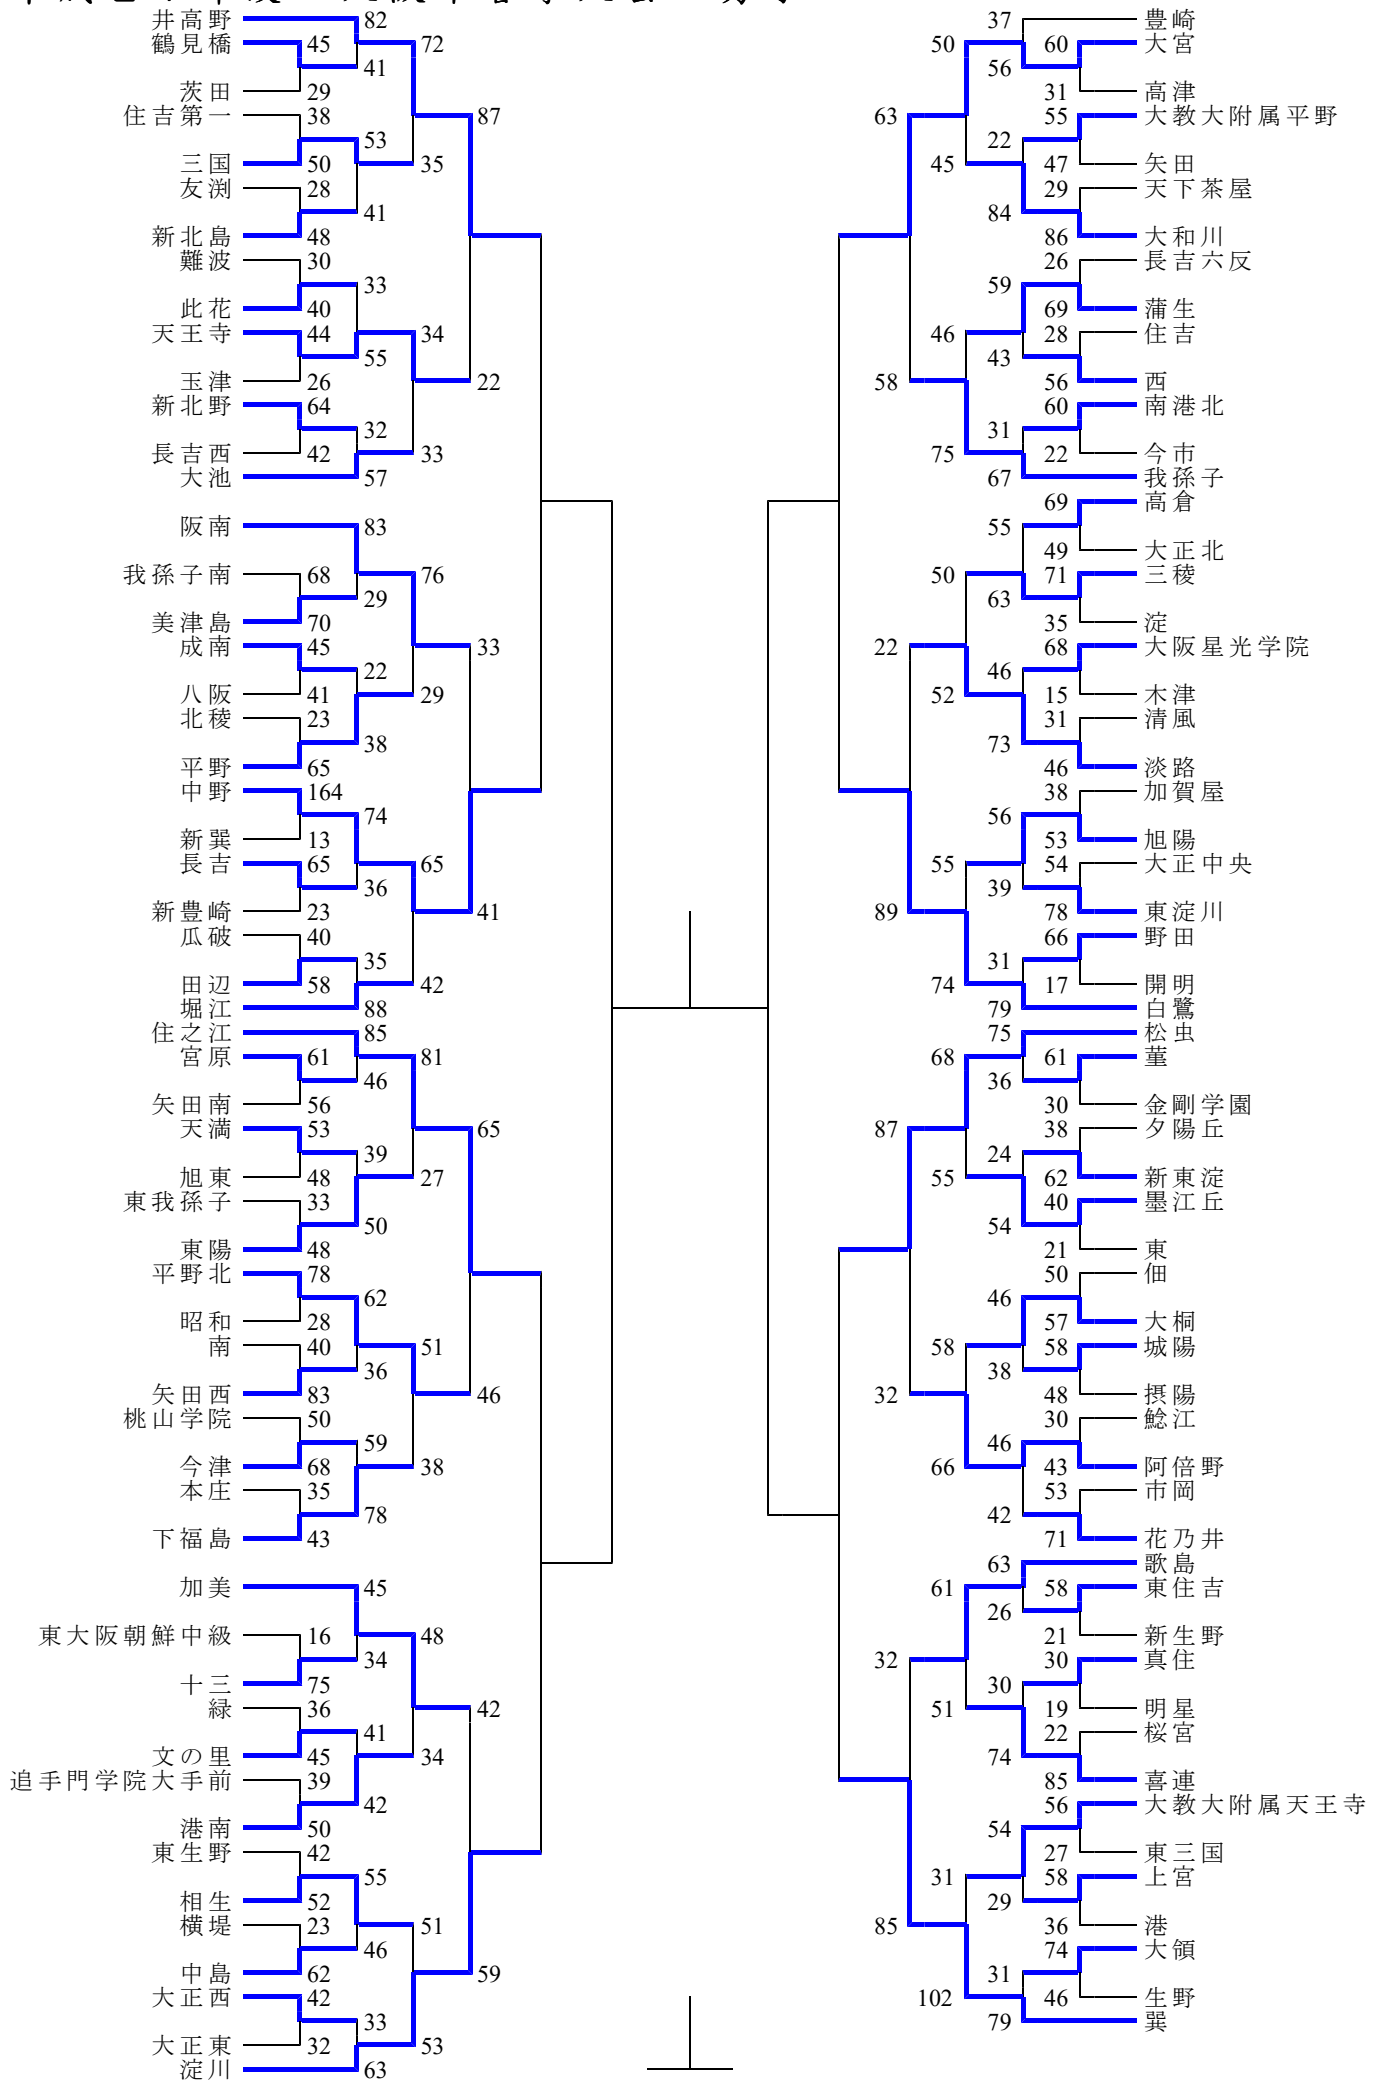 井高野 82 37 豊崎
鶴見橋 45 72 50 60 大宮
41 56
茨田 29 31 高津
住吉第一 38 87 63 55 大教大附属平野
53 22
三国 50 35 45 47 矢田
友渕 28 29 天下茶屋
41 84
新北島 48 86 大和川
難波 30 26 長吉六反
33 59
此花 40 69 蒲生
天王寺 44 34 46 28 住吉
55 43
玉津 26 22 58 56 西
新北野 64 60 南港北
32 31
長吉西 42 33 75 22 今市
大池 57 67 我孫子
69 高倉
阪南 83 55
49 大正北
我孫子南 68 76 50 71 三稜
29 63
美津島 70 35 淀
成南 45 33 22 68 大阪星光学院
22 46
八阪 41 29 52 15 木津
北稜 23 31 清風
38 73
平野 65 46 淡路
中野 164 38 加賀屋
74 56
新巽 13 53 旭陽
長吉 65 65 55 54 大正中央
36 39
新豊崎 23 41 89 78 東淀川
瓜破 40 66 野田
35 31
田辺 58 42 74 17 開明
堀江 88 79 白鷺
住之江 85 75 松虫
宮原 61 81 68 61 菫
46 36
矢田南 56 30 金剛学園
天満 53 65 87 38 夕陽丘
39 24
旭東 48 27 55 62 新東淀
東我孫子 33 40 墨江丘
50 54
東陽 48 21 東
平野北 78 50 佃
62 46
昭和 28 57 大桐
南 40 51 58 58 城陽
36 38
矢田西 83 46 32 48 摂陽
桃山学院 50 30 鯰江
59 46
今津 68 38 66 43 阿倍野
本庄 35 53 市岡
78 42
下福島 43 71 花乃井
63 歌島
加美 45 61 58 東住吉
26
東大阪朝鮮中級 16 48 21 新生野
34 32 30 真住
十三 75 30
緑 36 42 51 19 明星
41 22 桜宮
文の里 45 34 74
追手門学院大手前 39 85 喜連
42 56 大教大附属天王寺
港南 50 54
東生野 42 27 東三国
55 31 58 上宮
相生 52 29
横堤 23 51 85 36 港
46 74 大領
中島 62 59 31
大正西 42 102 46 生野
33 79 巽
大正東 32 53
淀川 63